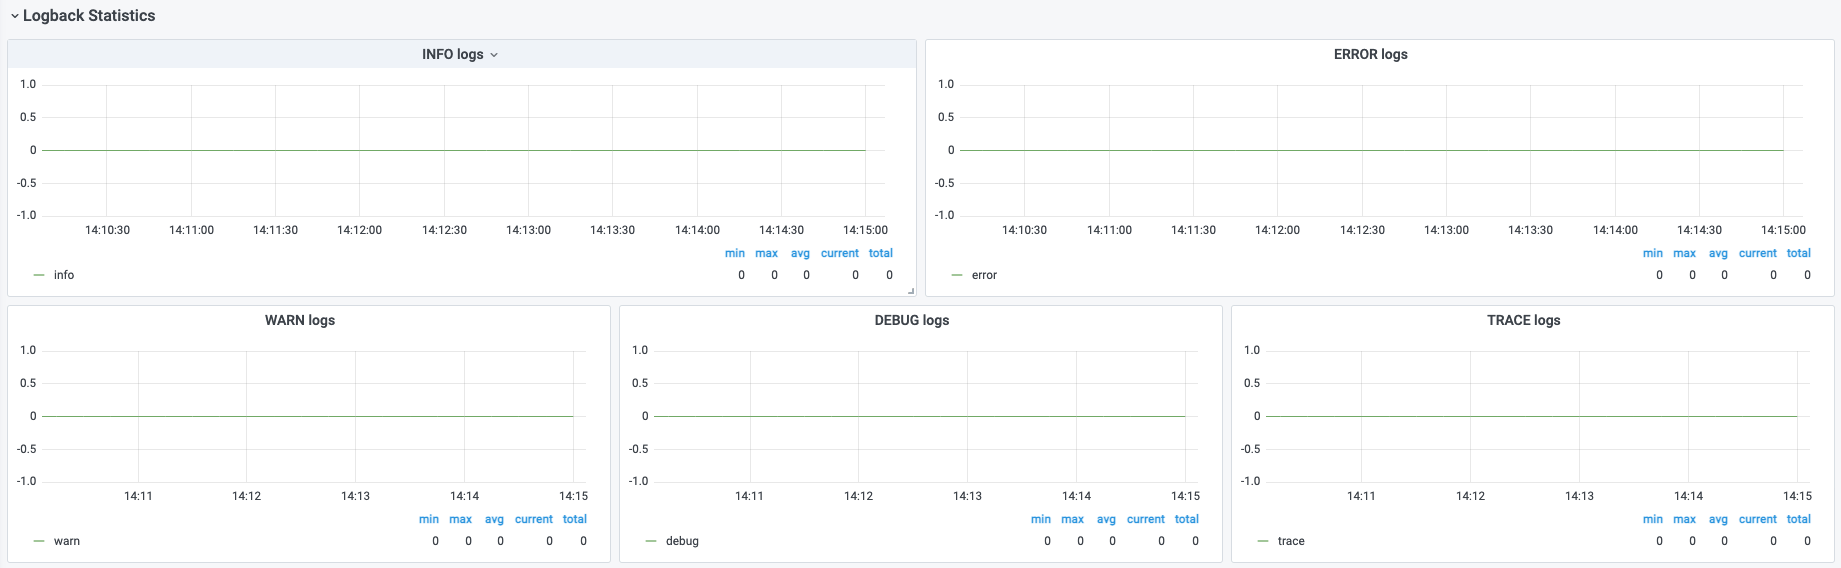 Logback Statistics
INFO logs
1.0
0.5
0
-0.5
-1.0
14:10:30 14:11:00 14:11:30 14:12:00 14:12:30 14:13:00 14:13:30 14:14:00 14:14:30 14:15:00
min max avg current total
info 0 0 0 0 0
ERROR logs
1.0
0.5
0
-0.5
-1.0
14:10:30 14:11:00 14:11:30 14:12:00 14:12:30 14:13:00 14:13:30 14:14:00 14:14:30 14:15:00
min max avg current total
error 0 0 0 0 0
WARN logs
1.0
0.5
0
-0.5
-1.0
14:11 14:12 14:13 14:14 14:15
min max avg current total
warn 0 0 0 0 0
DEBUG logs
1.0
0.5
0
-0.5
-1.0
14:11 14:12 14:13 14:14 14:15
min max avg current total
debug 0 0 0 0 0
TRACE logs
1.0
0.5
0
-0.5
-1.0
14:11 14:12 14:13 14:14 14:15
min max avg current total
trace 0 0 0 0 0